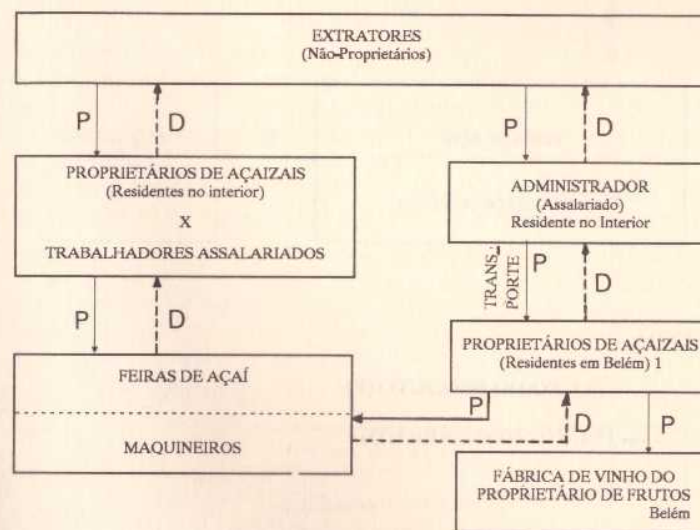 EXTRATORES
(Não-Proprietários)
P
D
P
D
PROPRIETÁRIOS DE AÇAIZAIS
(Residentes no interior)
X
TRABALHADORES ASSALARIADOS
ADMINISTRADOR
(Assalariado)
Residente no Interior
P
D
TRANS_
PORTE
P
D
FEIRAS DE AÇAÍ
MAQUINEIROS
PROPRIETÁRIOS DE AÇAIZAIS
(Residentes em Belém) 1
P
D
P
FÁBRICA DE VINHO DO
PROPRIETÁRIO DE FRUTOS
Belém